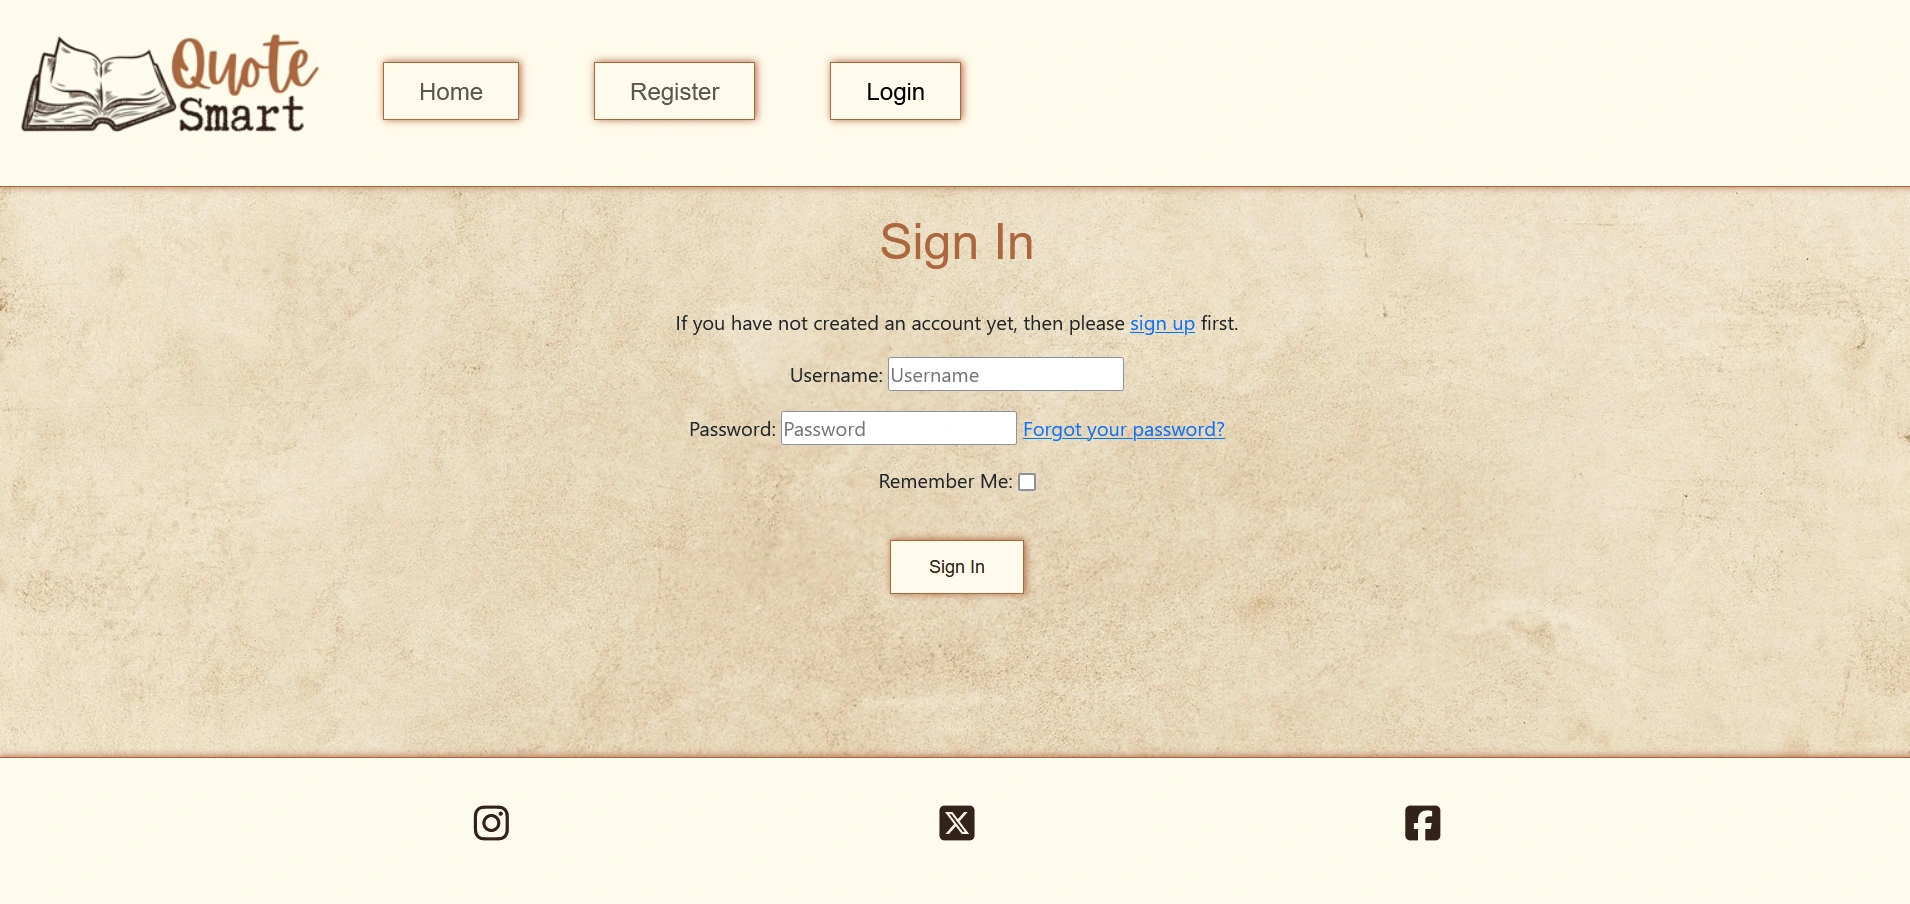 Quote
Smart
Home
Register
Login
Sign In
If you have not created an account yet, then please sign up first.
Username: Username
Password: Password Forgot your password?
Remember Me:
Sign In